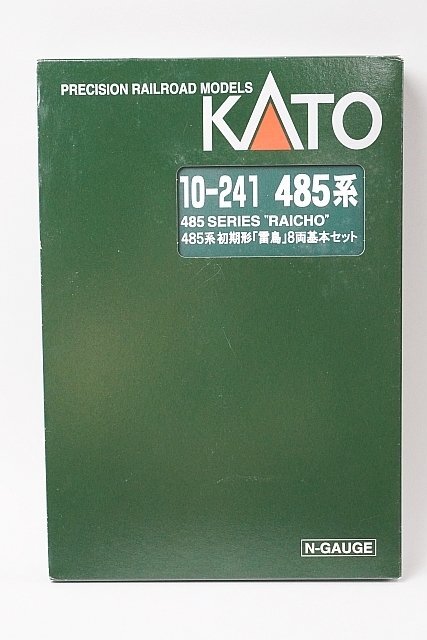 PRECISION RAILROAD MODELS
KATO
10-241 485系
485 SERIES "RAICHO"
485系初期形「雷鳥」8両基本セット
N-GAUGE